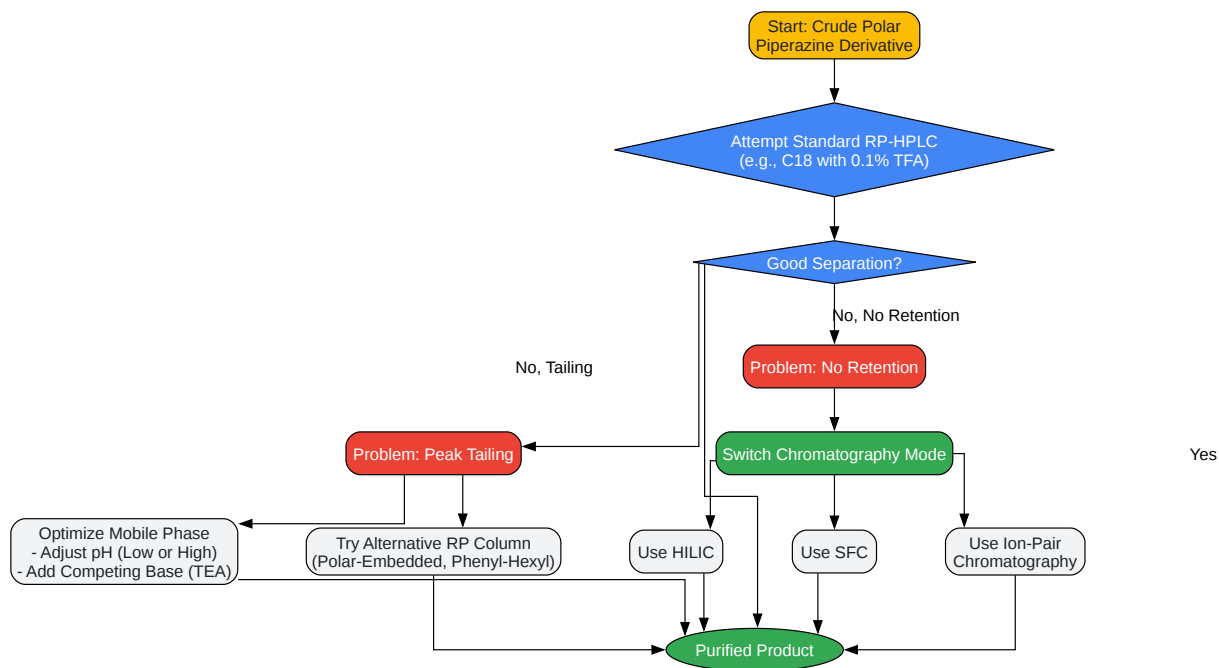 Start: Crude Polar
Piperazine Derivative
Attempt Standard RP-HPLC
(e.g., C18 with 0.1% TFA)
Good Separation?
No, No Retention
No, Tailing
Problem: No Retention
Problem: Peak Tailing
Switch Chromatography Mode
Yes
Optimize Mobile Phase
- Adjust pH (Low or High)
- Add Competing Base (TEA)
Try Alternative RP Column
(Polar-Embedded, Phenyl-Hexyl)
Use HILIC
Use SFC
Use Ion-Pair
Chromatography
Purified Product